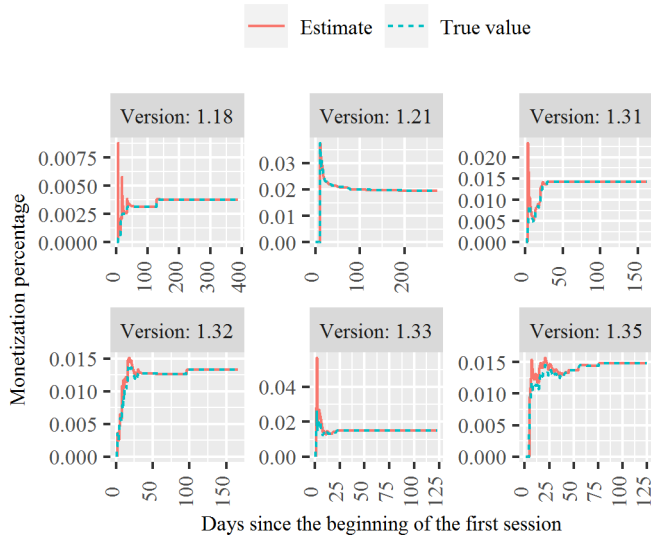 Estimate True value
Version: 1.18 Version: 1.21 Version: 1.31
0.0075 0.03 0.020
0.0050 0.02 0.015
0.0025 0.01 0.010
0.0000 0.00 0.005
0.000
0 100 200 300 400 0 100 200 0 50 100 150
Version: 1.32 Version: 1.33 Version: 1.35
0.015 0.04 0.015
0.010 0.02 0.010
0.005 0.00 0.005
0.000 0.000
0 50 100 150 0 25 50 75 100 125 0 25 50 75 100 125
Monetization percentage
Days since the beginning of the first session